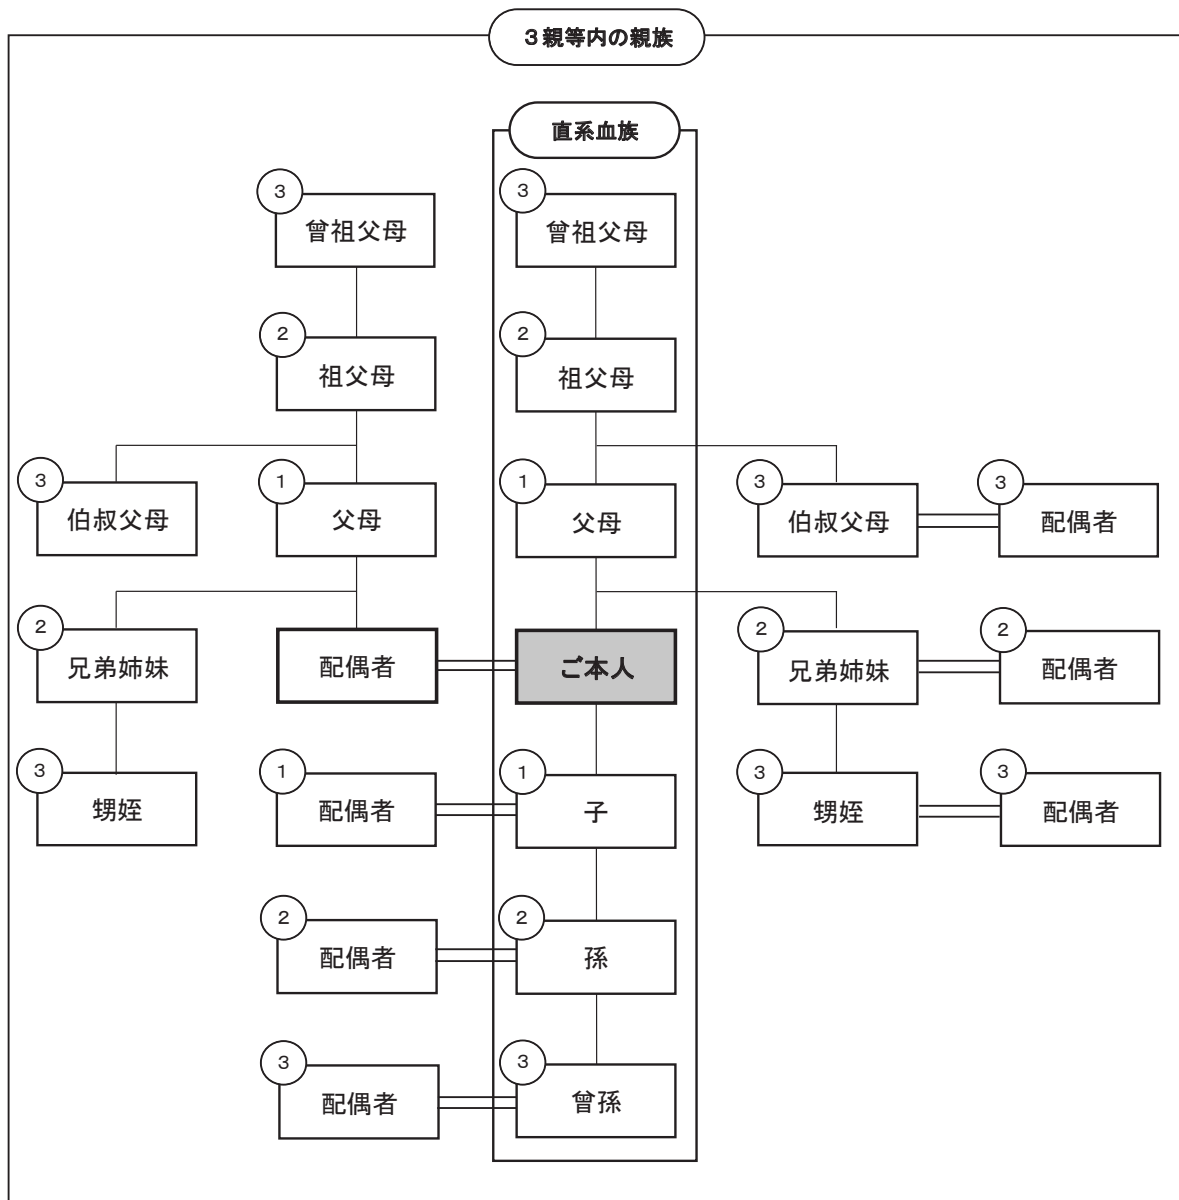 ３親等内の親族
直系血族
3
曾祖父母
3
曾祖父母
2
祖父母
2
祖父母
3
伯叔父母
1
父母
1
父母
3
伯叔父母
3
配偶者
2
兄弟姉妹
配偶者
ご本人
2
兄弟姉妹
2
配偶者
3
甥姪
1
配偶者
1
子
3
甥姪
3
配偶者
2
配偶者
2
孫
3
配偶者
3
曾孫